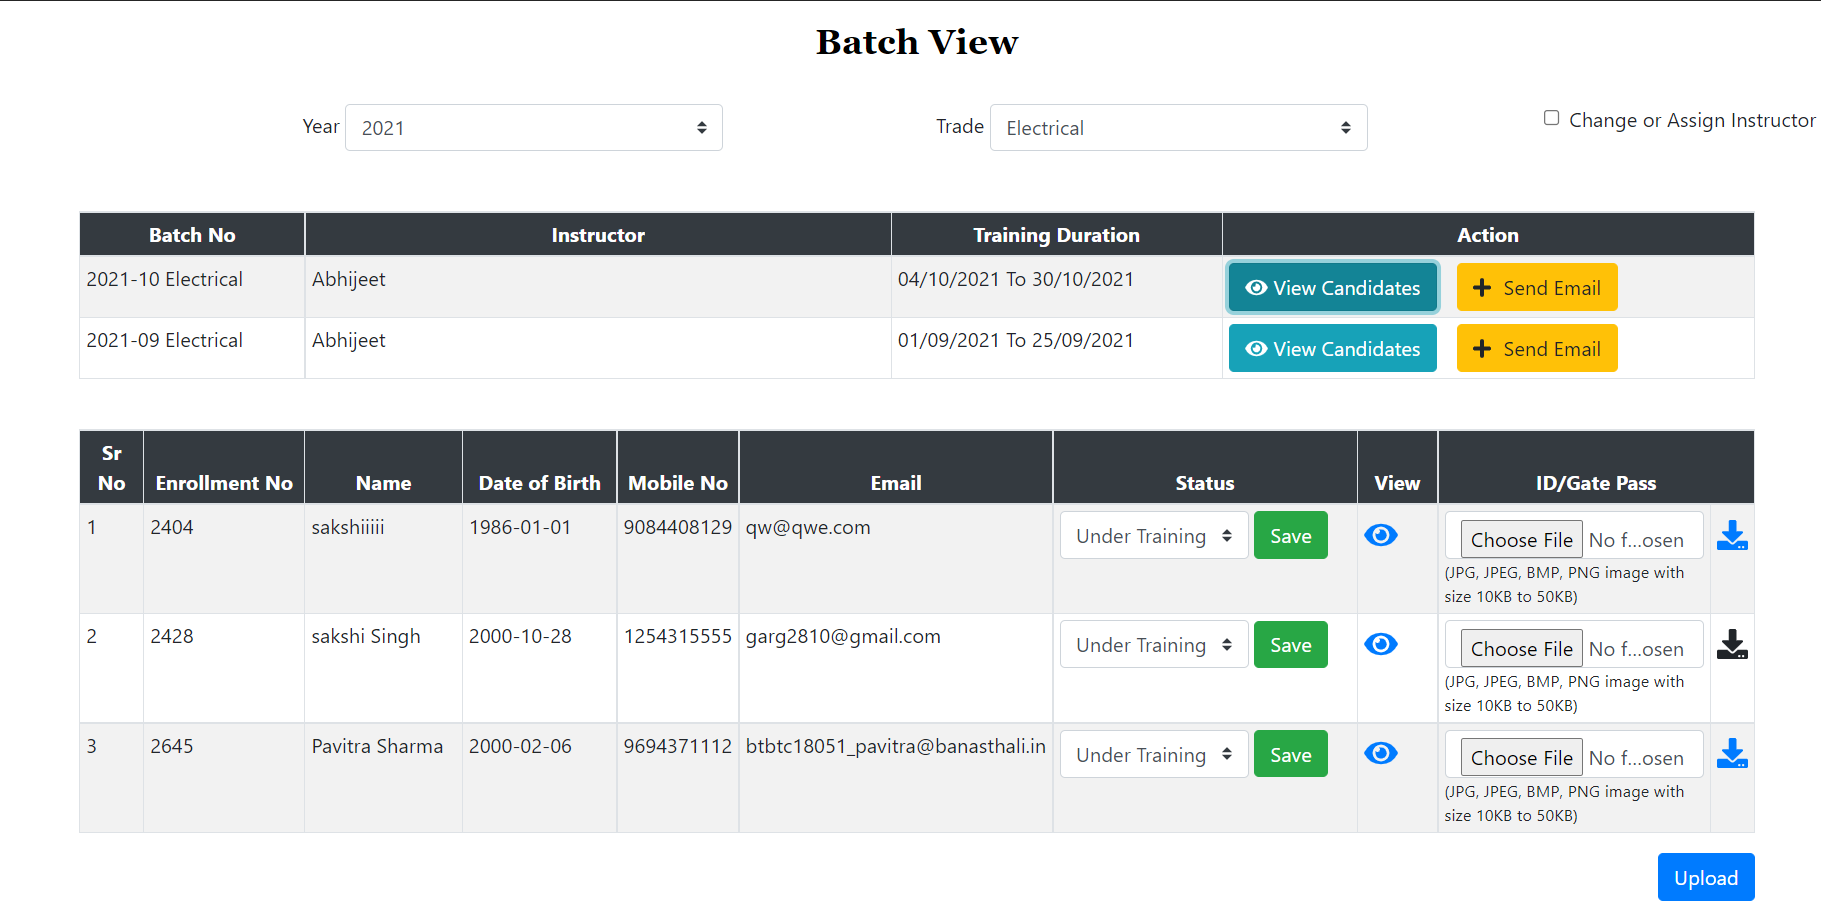 Batch View
Year 2021 Trade Electrical Change or Assign Instructor
Batch No Instructor Training Duration Action
2021-10 Electrical Abhijeet 04/10/2021 To 30/10/2021 View Candidates Send Email
2021-09 Electrical Abhijeet 01/09/2021 To 25/09/2021 View Candidates Send Email
Sr
No Enrollment No Name Date of Birth Mobile No Email Status View ID/Gate Pass
1 2404 sakshiiiii 1986-01-01 9084408129 qw@qwe.com Under Training Save Choose File No f...osen
(JPG, JPEG, BMP, PNG image with
size 10KB to 50KB)
2 2428 sakshi Singh 2000-10-28 1254315555 garg2810@gmail.com Under Training Save Choose File No f...osen
(JPG, JPEG, BMP, PNG image with
size 10KB to 50KB)
3 2645 Pavitra Sharma 2000-02-06 9694371112 btbtc18051_pavitra@banasthali.in Under Training Save Choose File No f...osen
(JPG, JPEG, BMP, PNG image with
size 10KB to 50KB)
Upload